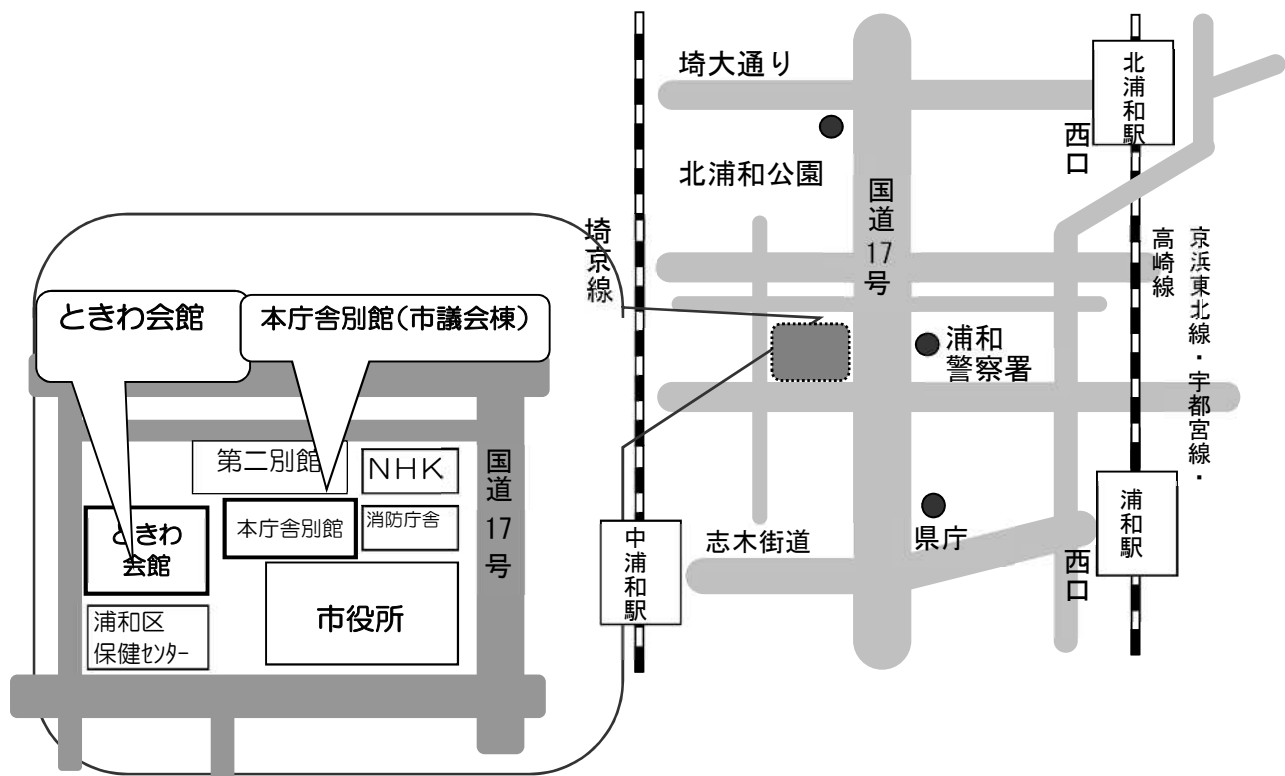 埼大通り
北浦和駅
西口
北浦和公園
国道17号
埼京線
高崎線
京浜東北線・宇都宮線・
浦和
警察署
県庁
志木街道
中浦和駅
浦和駅
西口
ときわ会館
本庁舎別館(市議会棟)
第二別館
NHK
国道17号
ときわ
会館
本庁舎別館
消防庁舎
市役所
浦和区
保健センター